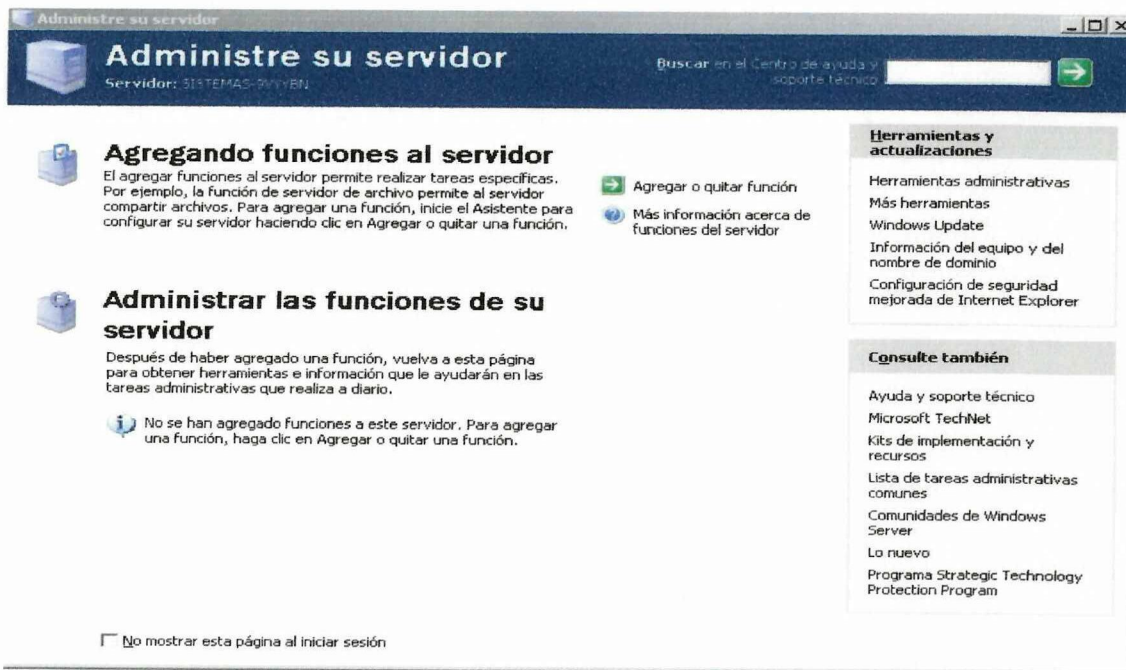 Administre su servidor
Administre su servidor
Servidor: SISTEMAS-9VYYBN
Buscar en el Centro de ayuda y
soporte técnico
Agregando funciones al servidor
El agregar funciones al servidor permite realizar tareas específicas.
Por ejemplo, la función de servidor de archivo permite al servidor
compartir archivos. Para agregar una función, inicie el Asistente para
configurar su servidor haciendo clic en Agregar o quitar una función.
Agregar o quitar función
Más información acerca de
funciones del servidor
Administrar las funciones de su
servidor
Después de haber agregado una función, vuelva a esta página
para obtener herramientas e información que le ayudarán en las
tareas administrativas que realiza a diario.
No se han agregado funciones a este servidor. Para agregar
una función, haga clic en Agregar o quitar una función.
Herramientas y
actualizaciones
Herramientas administrativas
Más herramientas
Windows Update
Información del equipo y del
nombre de dominio
Configuración de seguridad
mejorada de Internet Explorer
Consulte también
Ayuda y soporte técnico
Microsoft TechNet
Kits de implementación y
recursos
Lista de tareas administrativas
comunes
Comunidades de Windows
Server
Lo nuevo
Programa Strategic Technology
Protection Program
No mostrar esta página al iniciar sesión